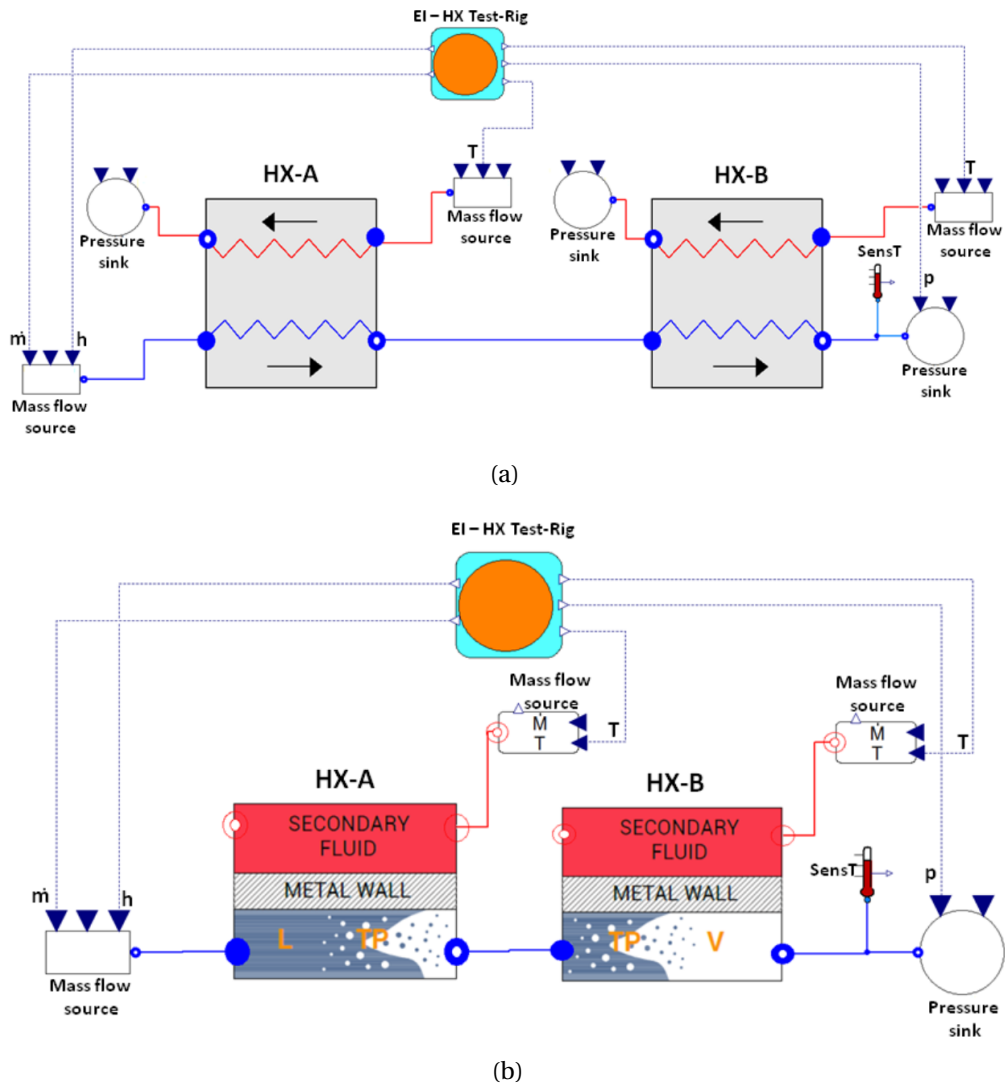 EI – HX Test-Rig
T
HX-A
HX-B
T
Mass flow
source
Mass flow
source
Pressure
sink
Pressure
sink
SensT
p
ṁ
h
Pressure
sink
Mass flow
source
(a)
EI – HX Test-Rig
Mass flow
source
Ṁ
T
T
Mass flow
source
Ṁ
T
T
HX-A
HX-B
SECONDARY
FLUID
METAL WALL
L
TP
SECONDARY
FLUID
METAL WALL
TP
V
SensT
p
ṁ
h
Mass flow
source
Pressure
sink
(b)